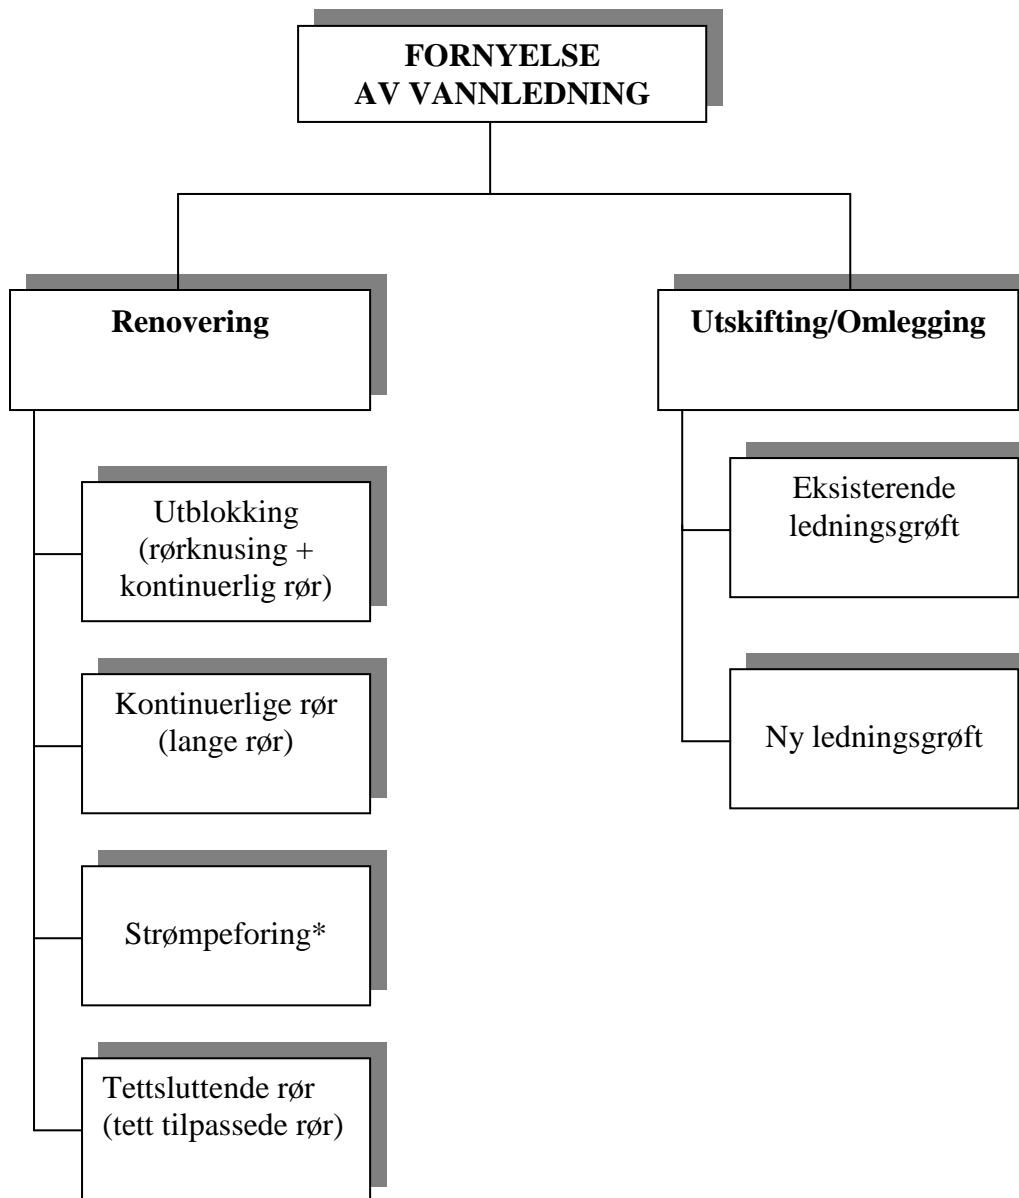 FORNYELSE
AV VANNLEDNING
Renovering
Utblokking
(rørknusing +
kontinuerlig rør)
Kontinuerlige rør
(lange rør)
Strømpeforing*
Tettsluttende rør
(tett tilpassede rør)
Utskifting/Omlegging
Eksisterende
ledningsgrøft
Ny ledningsgrøft